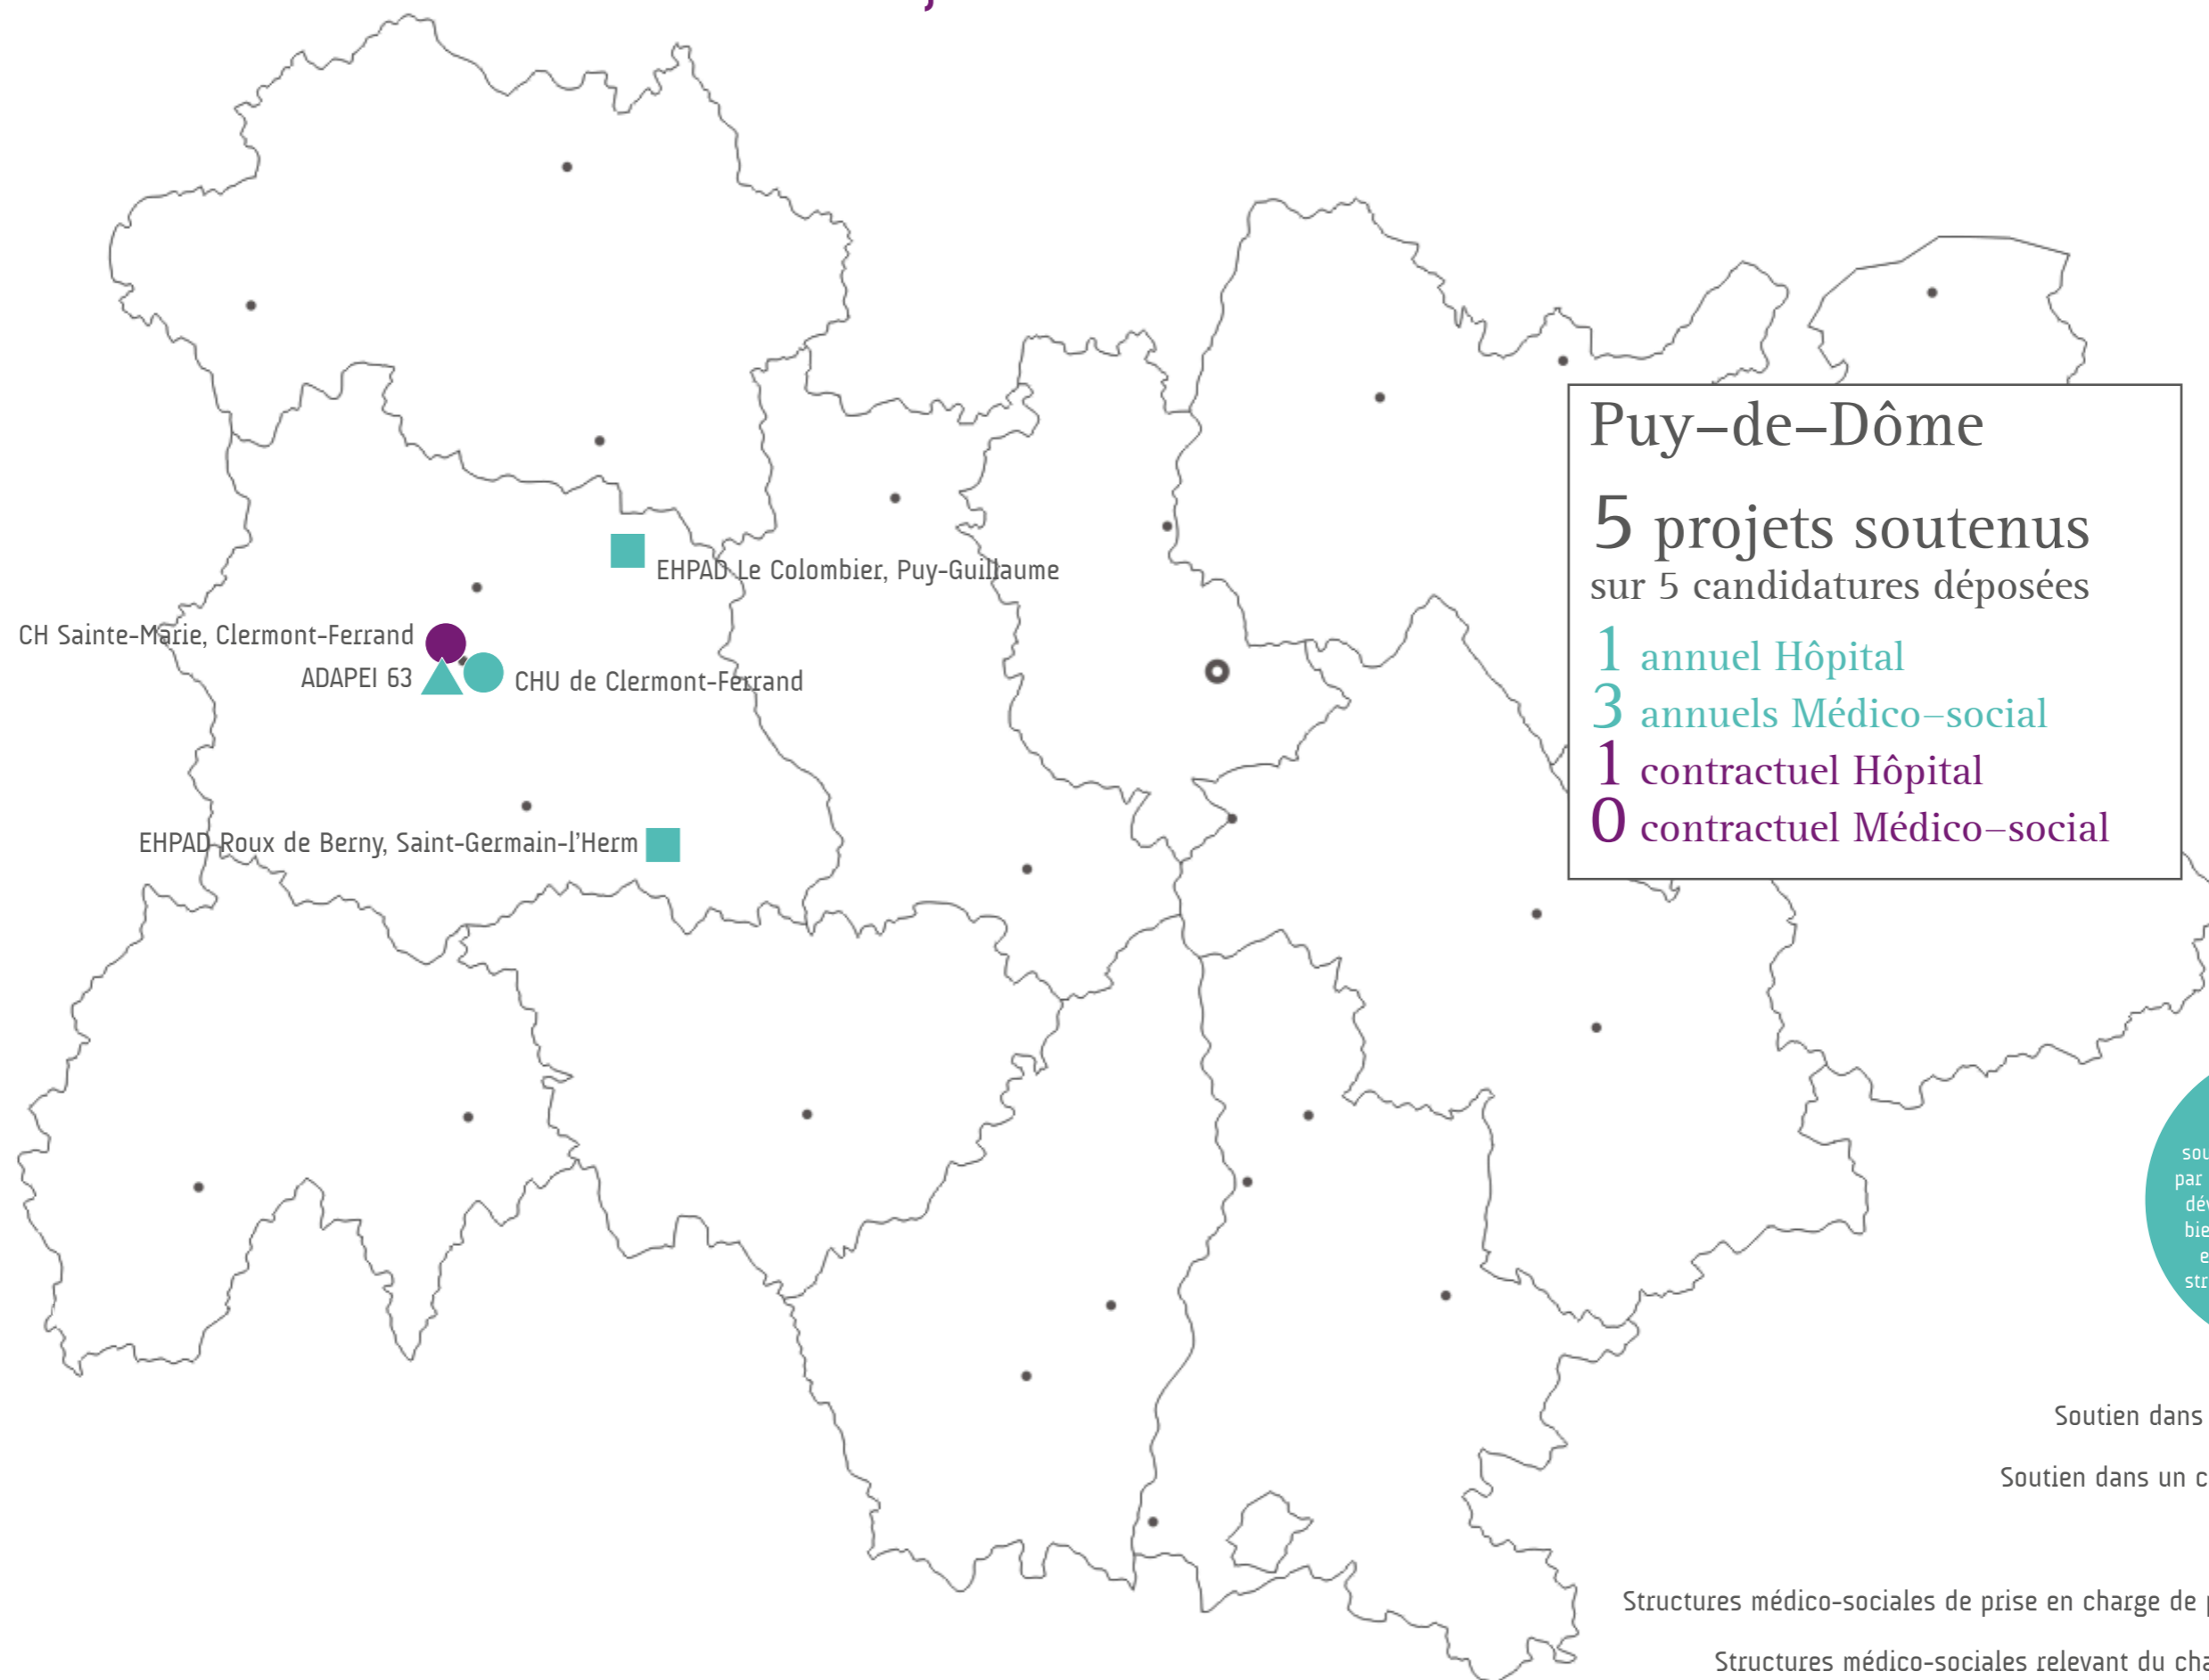 EHPAD Le Colombier, Puy-Guillaume
CH Sainte-Marie, Clermont-Ferrand
ADAPEI 63
CHU de Clermont-Ferrand
EHPAD Roux de Berny, Saint-Germain-l'Herm
Puy–de–Dôme
5 projets soutenus
sur 5 candidatures déposées
1 annuel Hôpital
3 annuels Médico–social
1 contractuel Hôpital
0 contractuel Médico–social
par
Soutien dans
Soutien dans un
Structures médico-sociales de prise en charge de
Structures médico-sociales relevant du